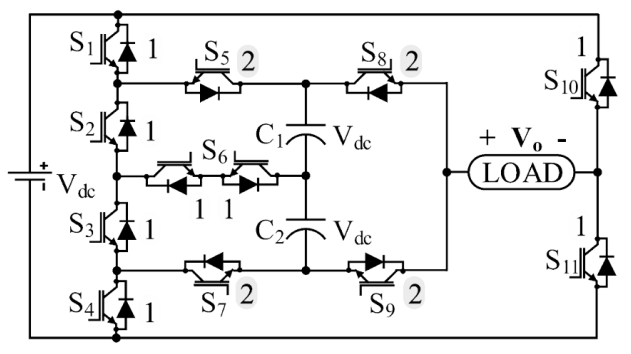 S1 1
S5 2
S8 2
1
S10
S2 1
C1 Vdc
S6
+ Vo -
LOAD
+
- Vdc
1 1
S3 1
C2 Vdc
1
S11
S4 1
S7 2
S9 2